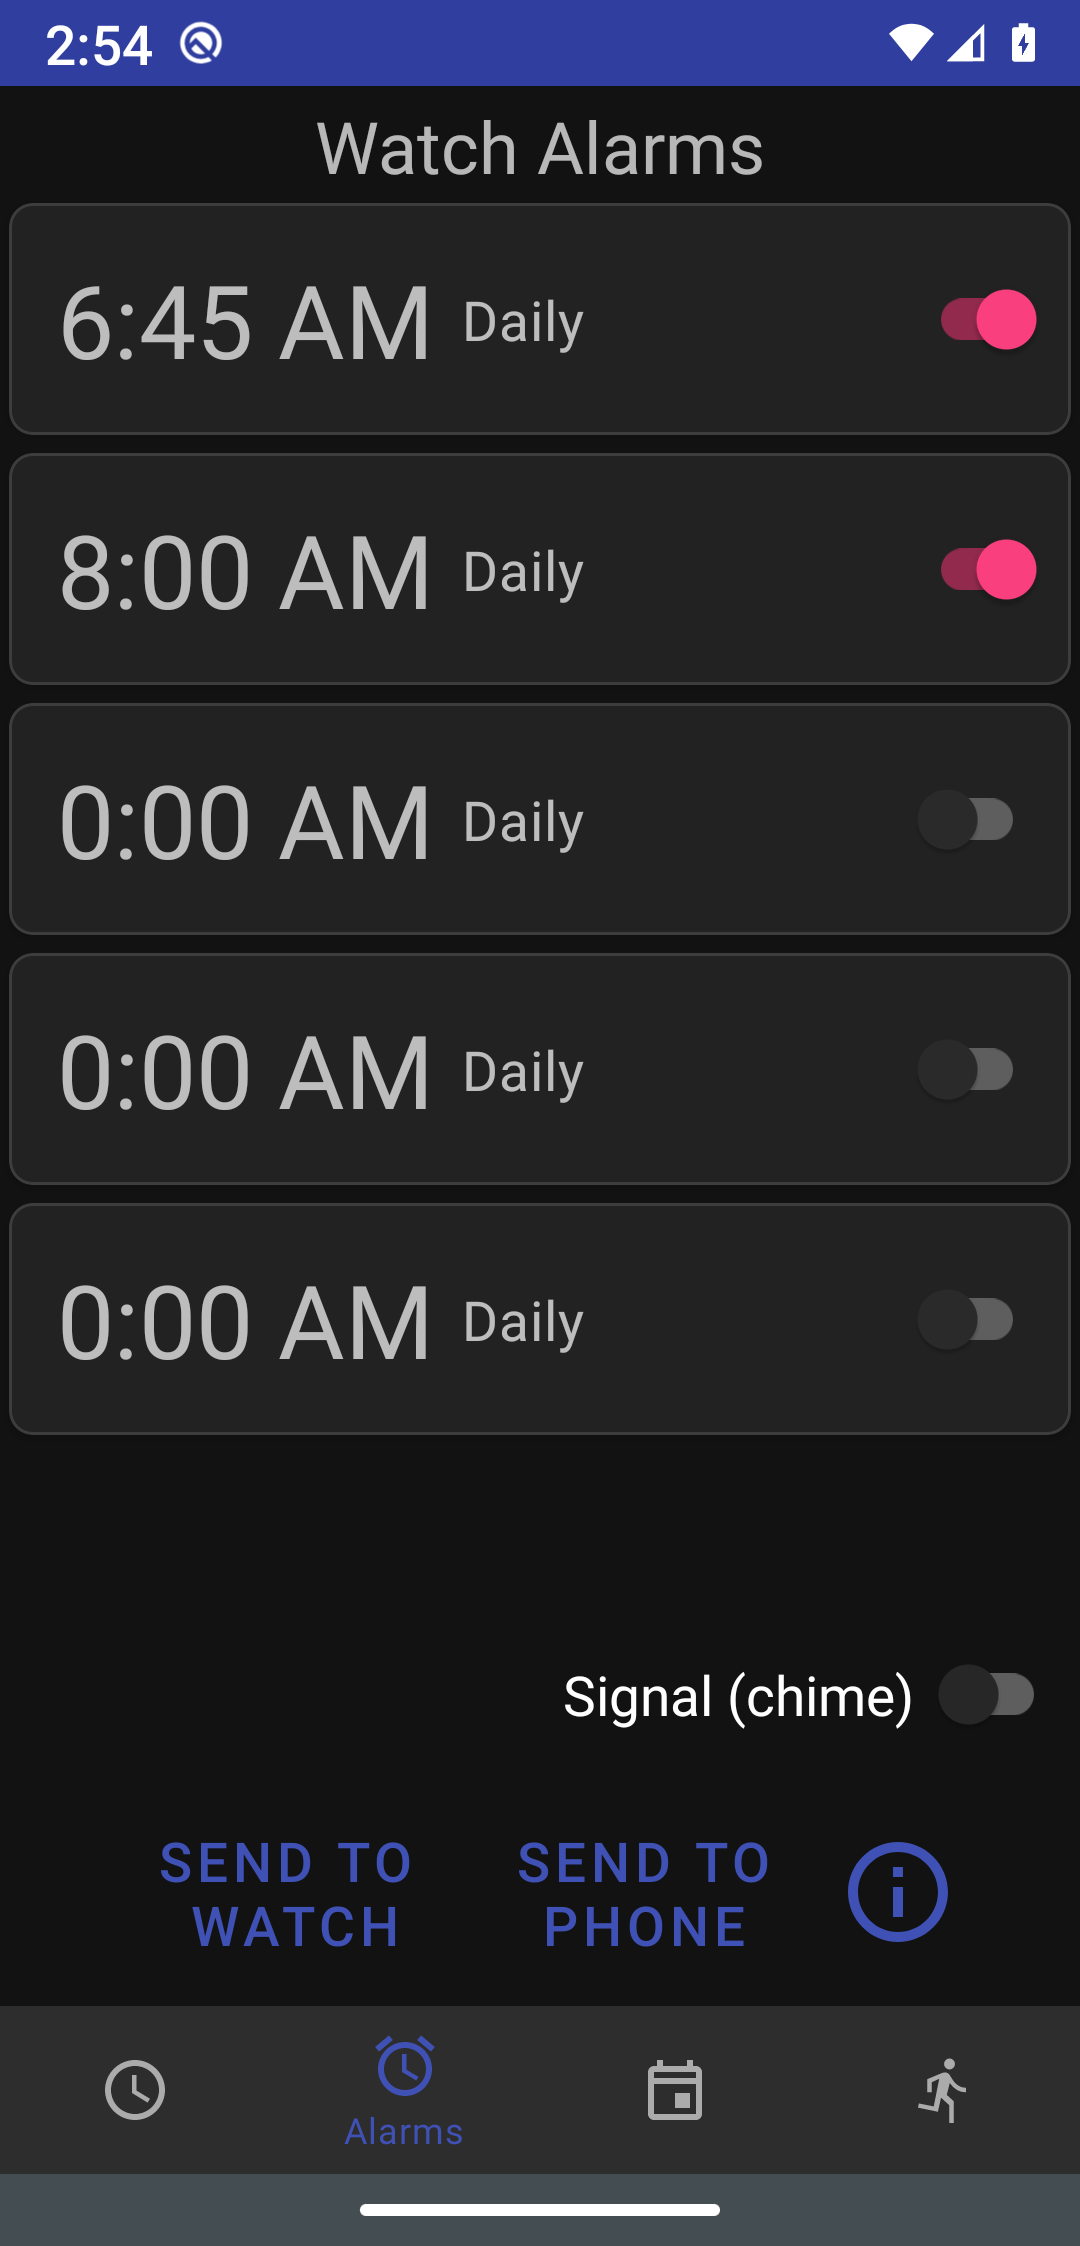 2:54
Watch Alarms
6:45 AM Daily
8:00 AM Daily
0:00 AM Daily
0:00 AM Daily
0:00 AM Daily
Signal (chime)
SEND TO
WATCH
SEND TO
PHONE
Alarms